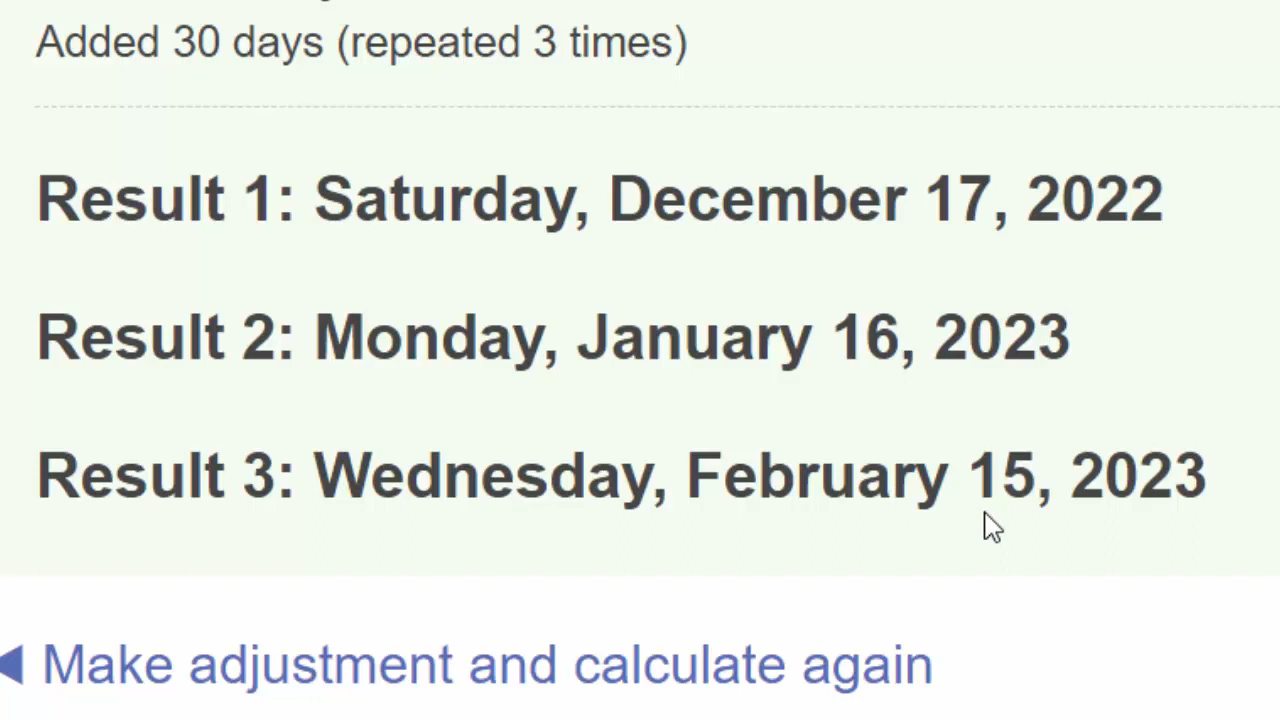 Added 30 days (repeated 3 times)
Result 1: Saturday, December 17, 2022
Result 2: Monday, January 16, 2023
Result 3: Wednesday, February 15, 2023
Make adjustment and calculate again